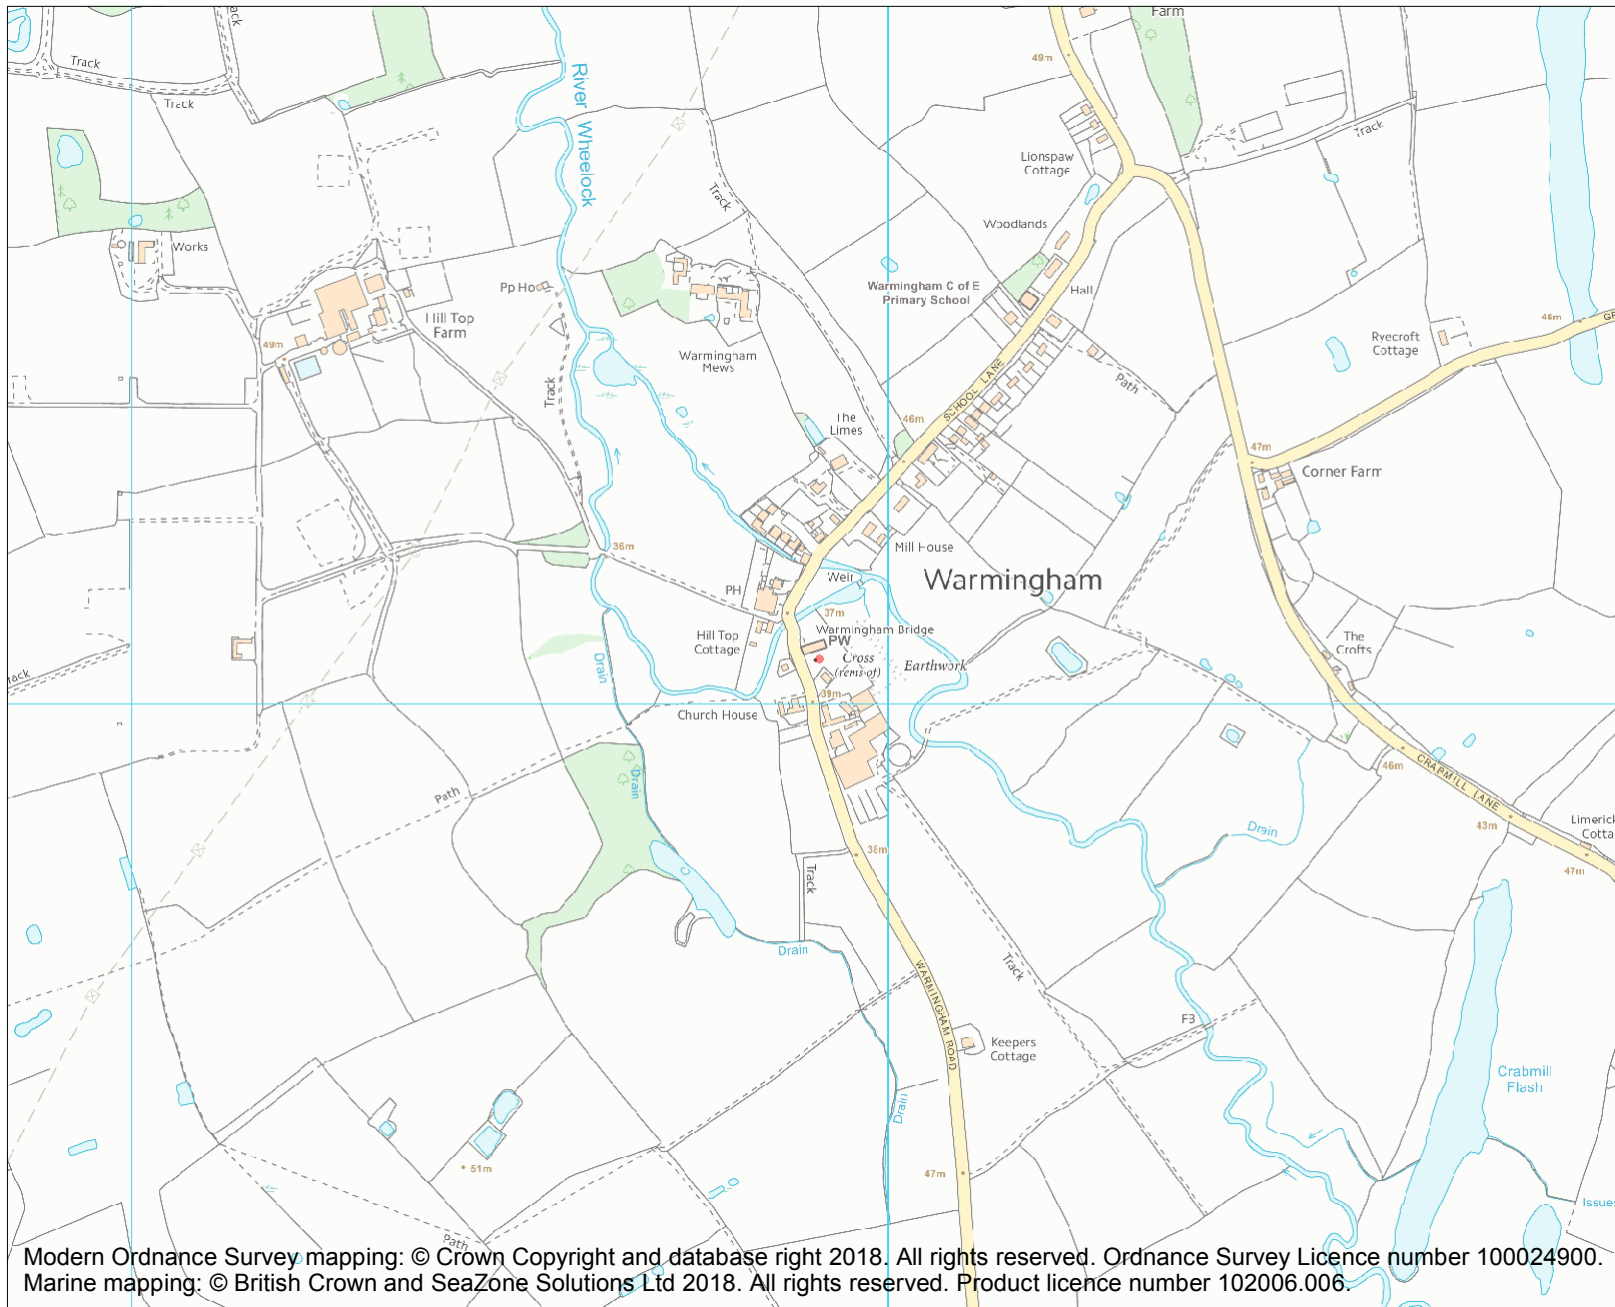 Farm
Track
49m
Track
Track
River Wheelock
Track
Lionspaw
Cottage
Track
Woodlands
Works
Pp Ho
Warmingham C of E
Primary School
Hall
Hill Top
Farm
49m
46m
Rycroft
Cottage
Warmingham
Mews
Track
SCHOOL LANE
Path
The
Limes
46m
47m
Corner Farm
36m
Mill House
Weir
Warmingham
PH
37m
Warmingham Bridge
Hill Top
Cottage
PW
Cross
(rems of)
Earthwork
The
Crofts
Drain
39m
Church House
46m
CRABMILL LANE
Drain
Path
43m
Drain
Limerick
38m
47m
Track
Drain
Track
WARMINGHAM ROAD
Keepers
Cottage
Crabmill
Flash
Drain
51m
47m
Path
Modern Ordnance Survey mapping: © Crown Copyright and database right 2018. All rights reserved. Ordnance Survey Licence number 100024900.
Marine mapping: © British Crown and SeaZone Solutions Ltd 2018. All rights reserved. Product licence number 102006.006.